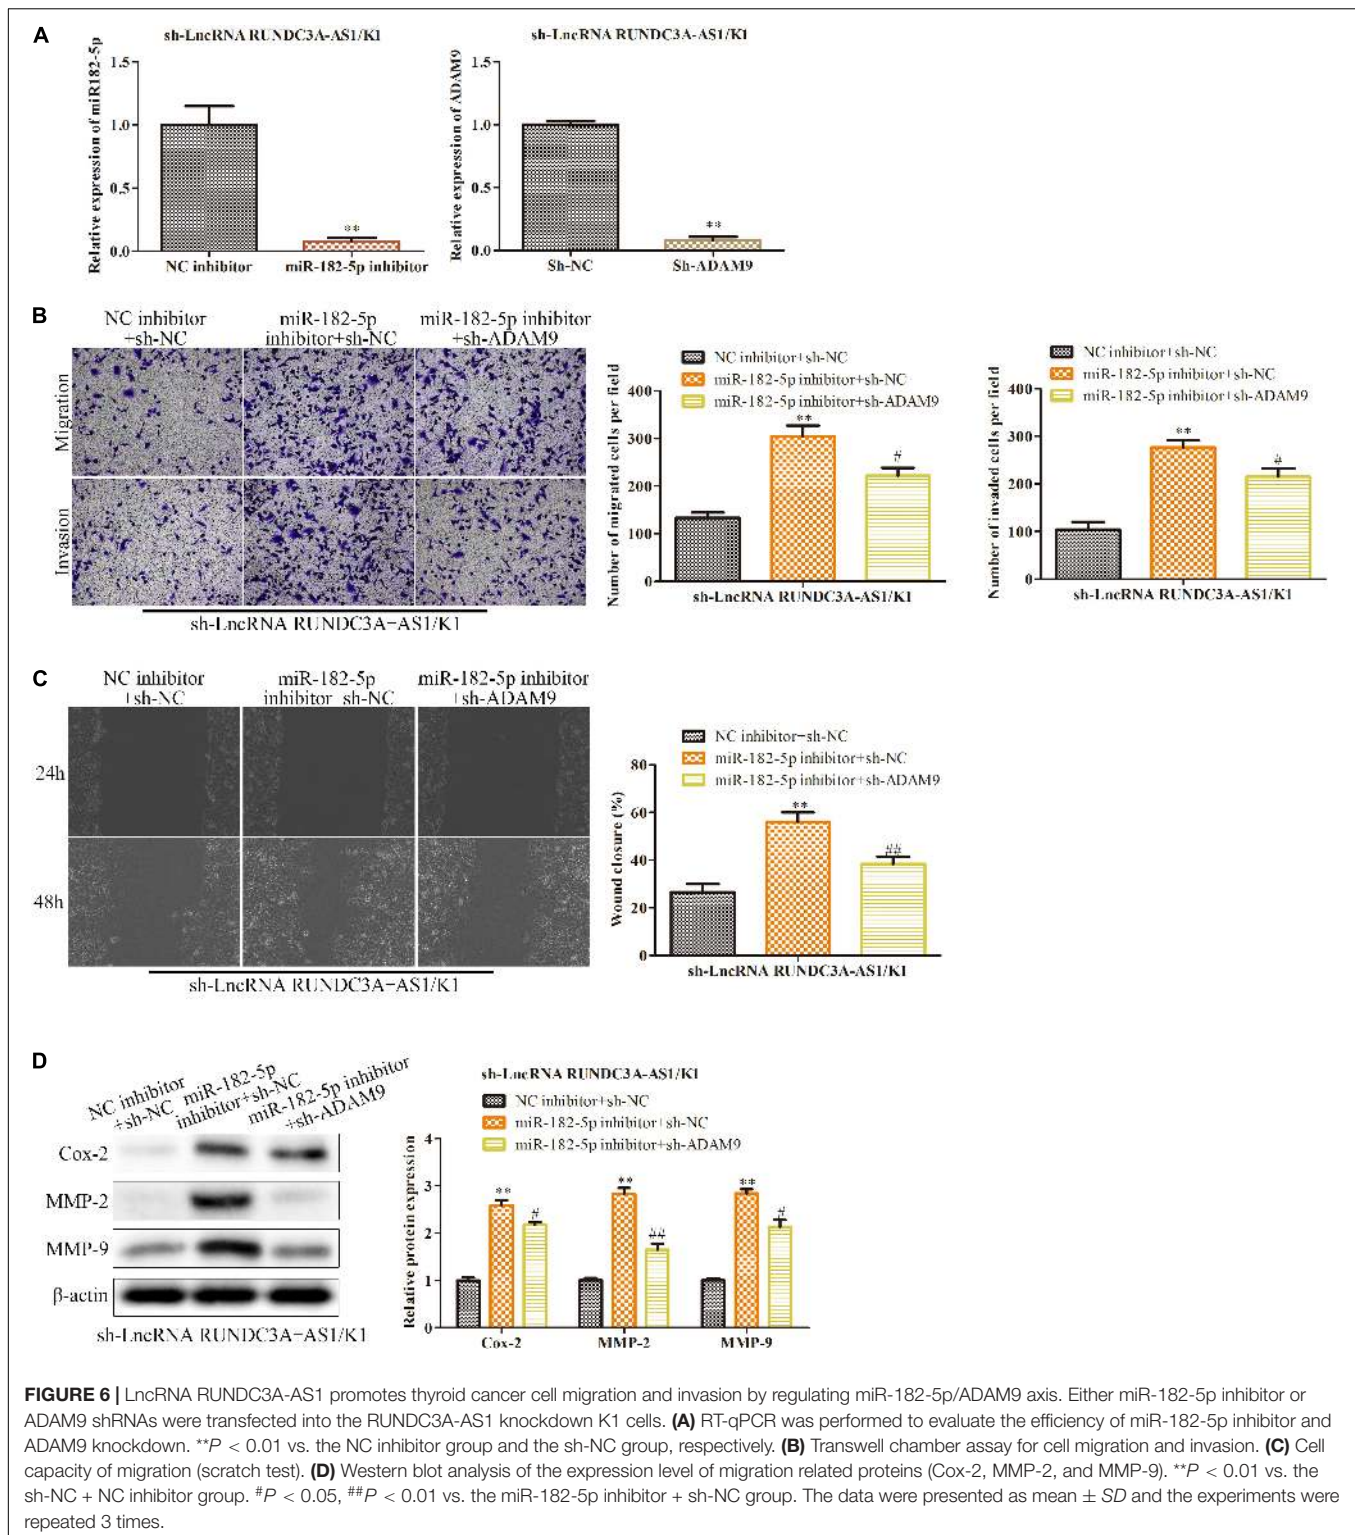 A
sh-LncRNA RUNDC3A-AS1/K1
Relative expression of miR182-5p
1.5
1.0
0.5
0.0
**
NC inhibitor
miR-182-5p inhibitor
sh-LncRNA RUNDC3A-AS1/K1
Relative expression of ADAM9
1.5
1.0
0.5
0.0
**
Sh-NC
Sh-ADAM9
B
NC inhibitor
+sh-NC
miR-182-5p
inhibitor+sh-NC
miR-182-5p inhibitor
+sh-ADAM9
Migration
Invasion
sh-LncRNA RUNDC3A-AS1/K1
NC inhibitor+sh-NC
miR-182-5p inhibitor+sh-NC
miR-182-5p inhibitor+sh-ADAM9
Number of migrated cells per field
400
300
200
100
0
**
#
sh-LncRNA RUNDC3A-AS1/K1
NC inhibitor+sh-NC
miR-182-5p inhibitor+sh-NC
miR-182-5p inhibitor+sh-ADAM9
Number of invaded cells per field
400
300
200
100
0
**
#
sh-LncRNA RUNDC3A-AS1/K1
C
NC inhibitor
+sh-NC
miR-182-5p
inhibitor sh-NC
miR-182-5p inhibitor
+sh-ADAM9
24h
48h
sh-LncRNA RUNDC3A-AS1/K1
NC inhibitor+sh-NC
miR-182-5p inhibitor+sh-NC
miR-182-5p inhibitor+sh-ADAM9
Wound closure (%)
80
60
40
20
0
**
##
sh-LncRNA RUNDC3A-AS1/K1
D
NC inhibitor
+sh-NC
miR-182-5p
inhibitor+sh-NC
miR-182-5p inhibitor
+sh-ADAM9
Cox-2
MMP-2
MMP-9
β-actin
sh-LncRNA RUNDC3A-AS1/K1
sh-LncRNA RUNDC3A-AS1/K1
NC inhibitor+sh-NC
miR-182-5p inhibitor+sh-NC
miR-182-5p inhibitor+sh-ADAM9
Relative protein expression
4
3
2
1
0
**
#
**
##
**
#
Cox-2
MMP-2
MMP-9
FIGURE 6 | LncRNA RUNDC3A-AS1 promotes thyroid cancer cell migration and invasion by regulating miR-182-5p/ADAM9 axis. Either miR-182-5p inhibitor or
ADAM9 shRNAs were transfected into the RUNDC3A-AS1 knockdown K1 cells. (A) RT-qPCR was performed to evaluate the efficiency of miR-182-5p inhibitor and
ADAM9 knockdown. **P < 0.01 vs. the NC inhibitor group and the sh-NC group, respectively. (B) Transwell chamber assay for cell migration and invasion. (C) Cell
capacity of migration (scratch test). (D) Western blot analysis of the expression level of migration related proteins (Cox-2, MMP-2, and MMP-9). **P < 0.01 vs. the
sh-NC + NC inhibitor group. #P < 0.05, ##P < 0.01 vs. the miR-182-5p inhibitor + sh-NC group. The data were presented as mean ± SD and the experiments were
repeated 3 times.